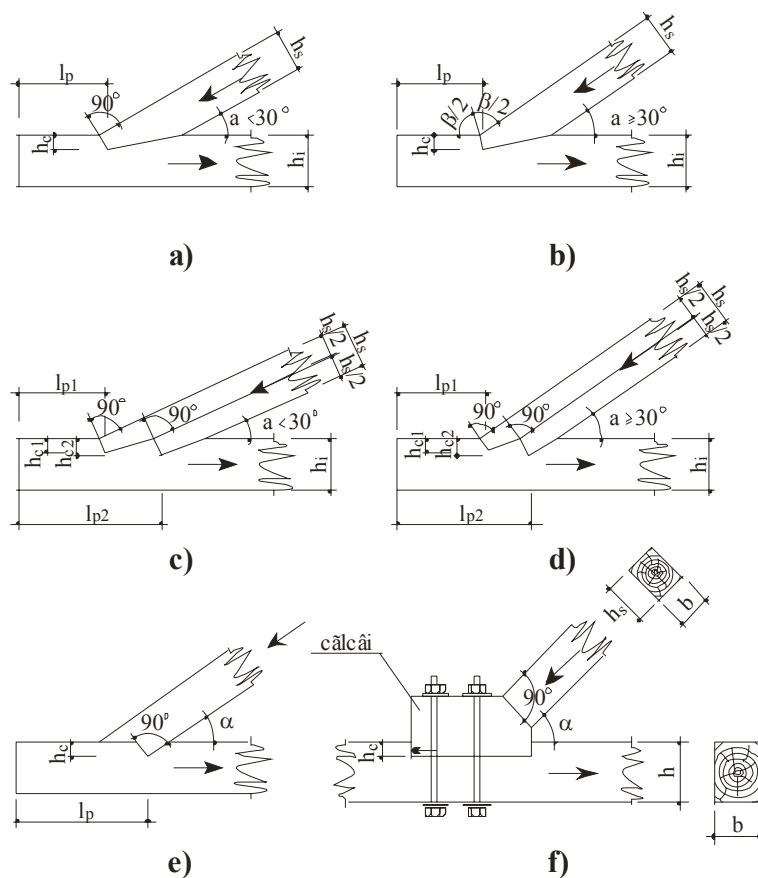 lp
hs
90°
a < 30°
hc
hi
a)
lp
hs
β/2
β/2
a ≥ 30°
hc
hi
b)
hs/2
hs
hs/2
lp1
90°
90°
a < 30°
hc1
hc2
hi
lp2
c)
hs/2
hs
hs/2
lp1
90°
90°
a ≥ 30°
hc1
hc2
hi
lp2
d)
90°
α
hc
lp
e)
hs
b
călcâi
90°
α
hc
h
b
f)